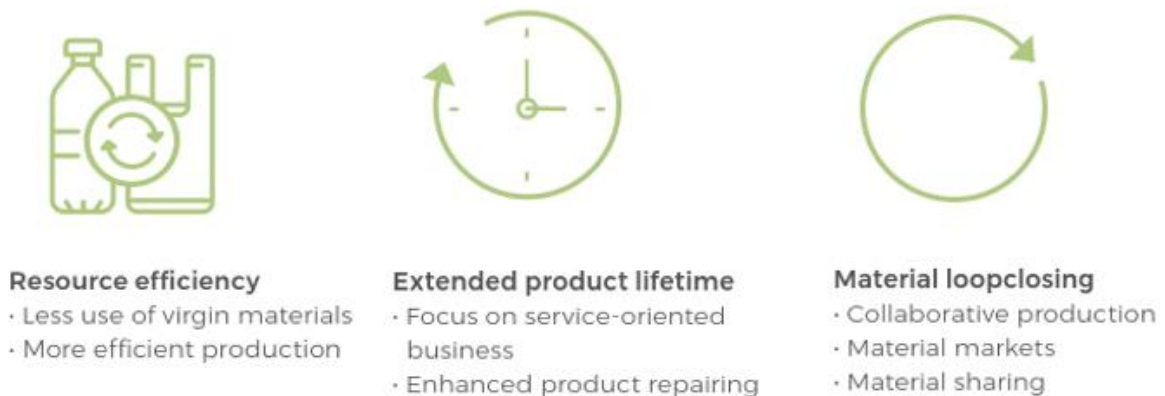 Resource efficiency
· Less use of virgin materials
· More efficient production
Extended product lifetime
· Focus on service-oriented
business
· Enhanced product repairing
Material loopclosing
· Collaborative production
· Material markets
· Material sharing